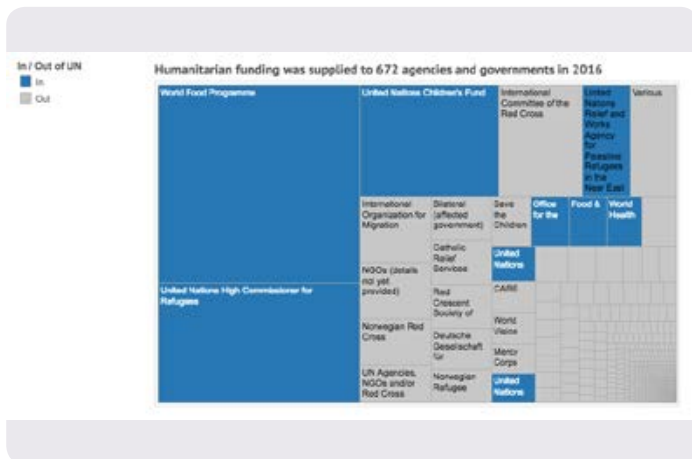 In / Out of UN
In
Out
Humanitarian funding was supplied to 672 agencies and governments in 2016
World Food Programme
United Nations Children's Fund
International
Committee of the
Red Cross
United
Nations
Relief and
Works
Agency
for
Palestine
Refugees
in the
Near East
Various
International
Organization for
Migration
Bilateral
(affected
government)
Save
the
Children
Office
for the
Food &
World
Health
Catholic
Relief
Services
United
Nations
NGOs (details
not yet
provided)
United Nations High Commissioner for
Refugees
Red
Crescent
Society of
CARE
Norwegian Red
Cross
World
Vision
Deutsche
Gesellschaft
für
Mercy
Corps
UN Agencies,
NGOs and/or
Red Cross
Norwegian
Refugee
United
Nations